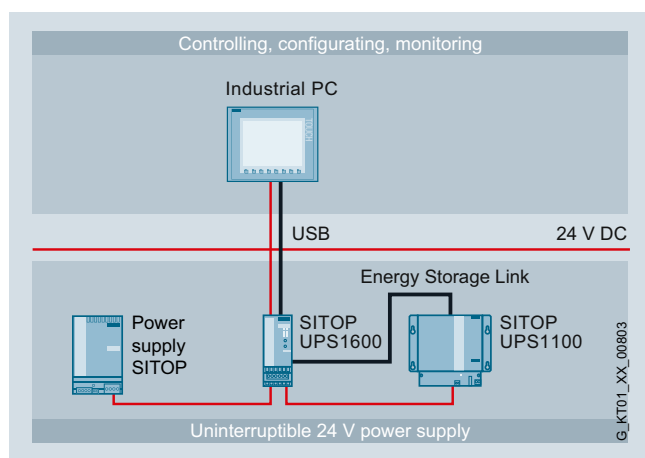 Controlling, configurating, monitoring
Industrial PC
USB
24 V DC
Energy Storage Link
Power
supply
SITOP
SITOP
UPS1600
SITOP
UPS1100
G_KT01_XX_00803
Uninterruptible 24 V power supply